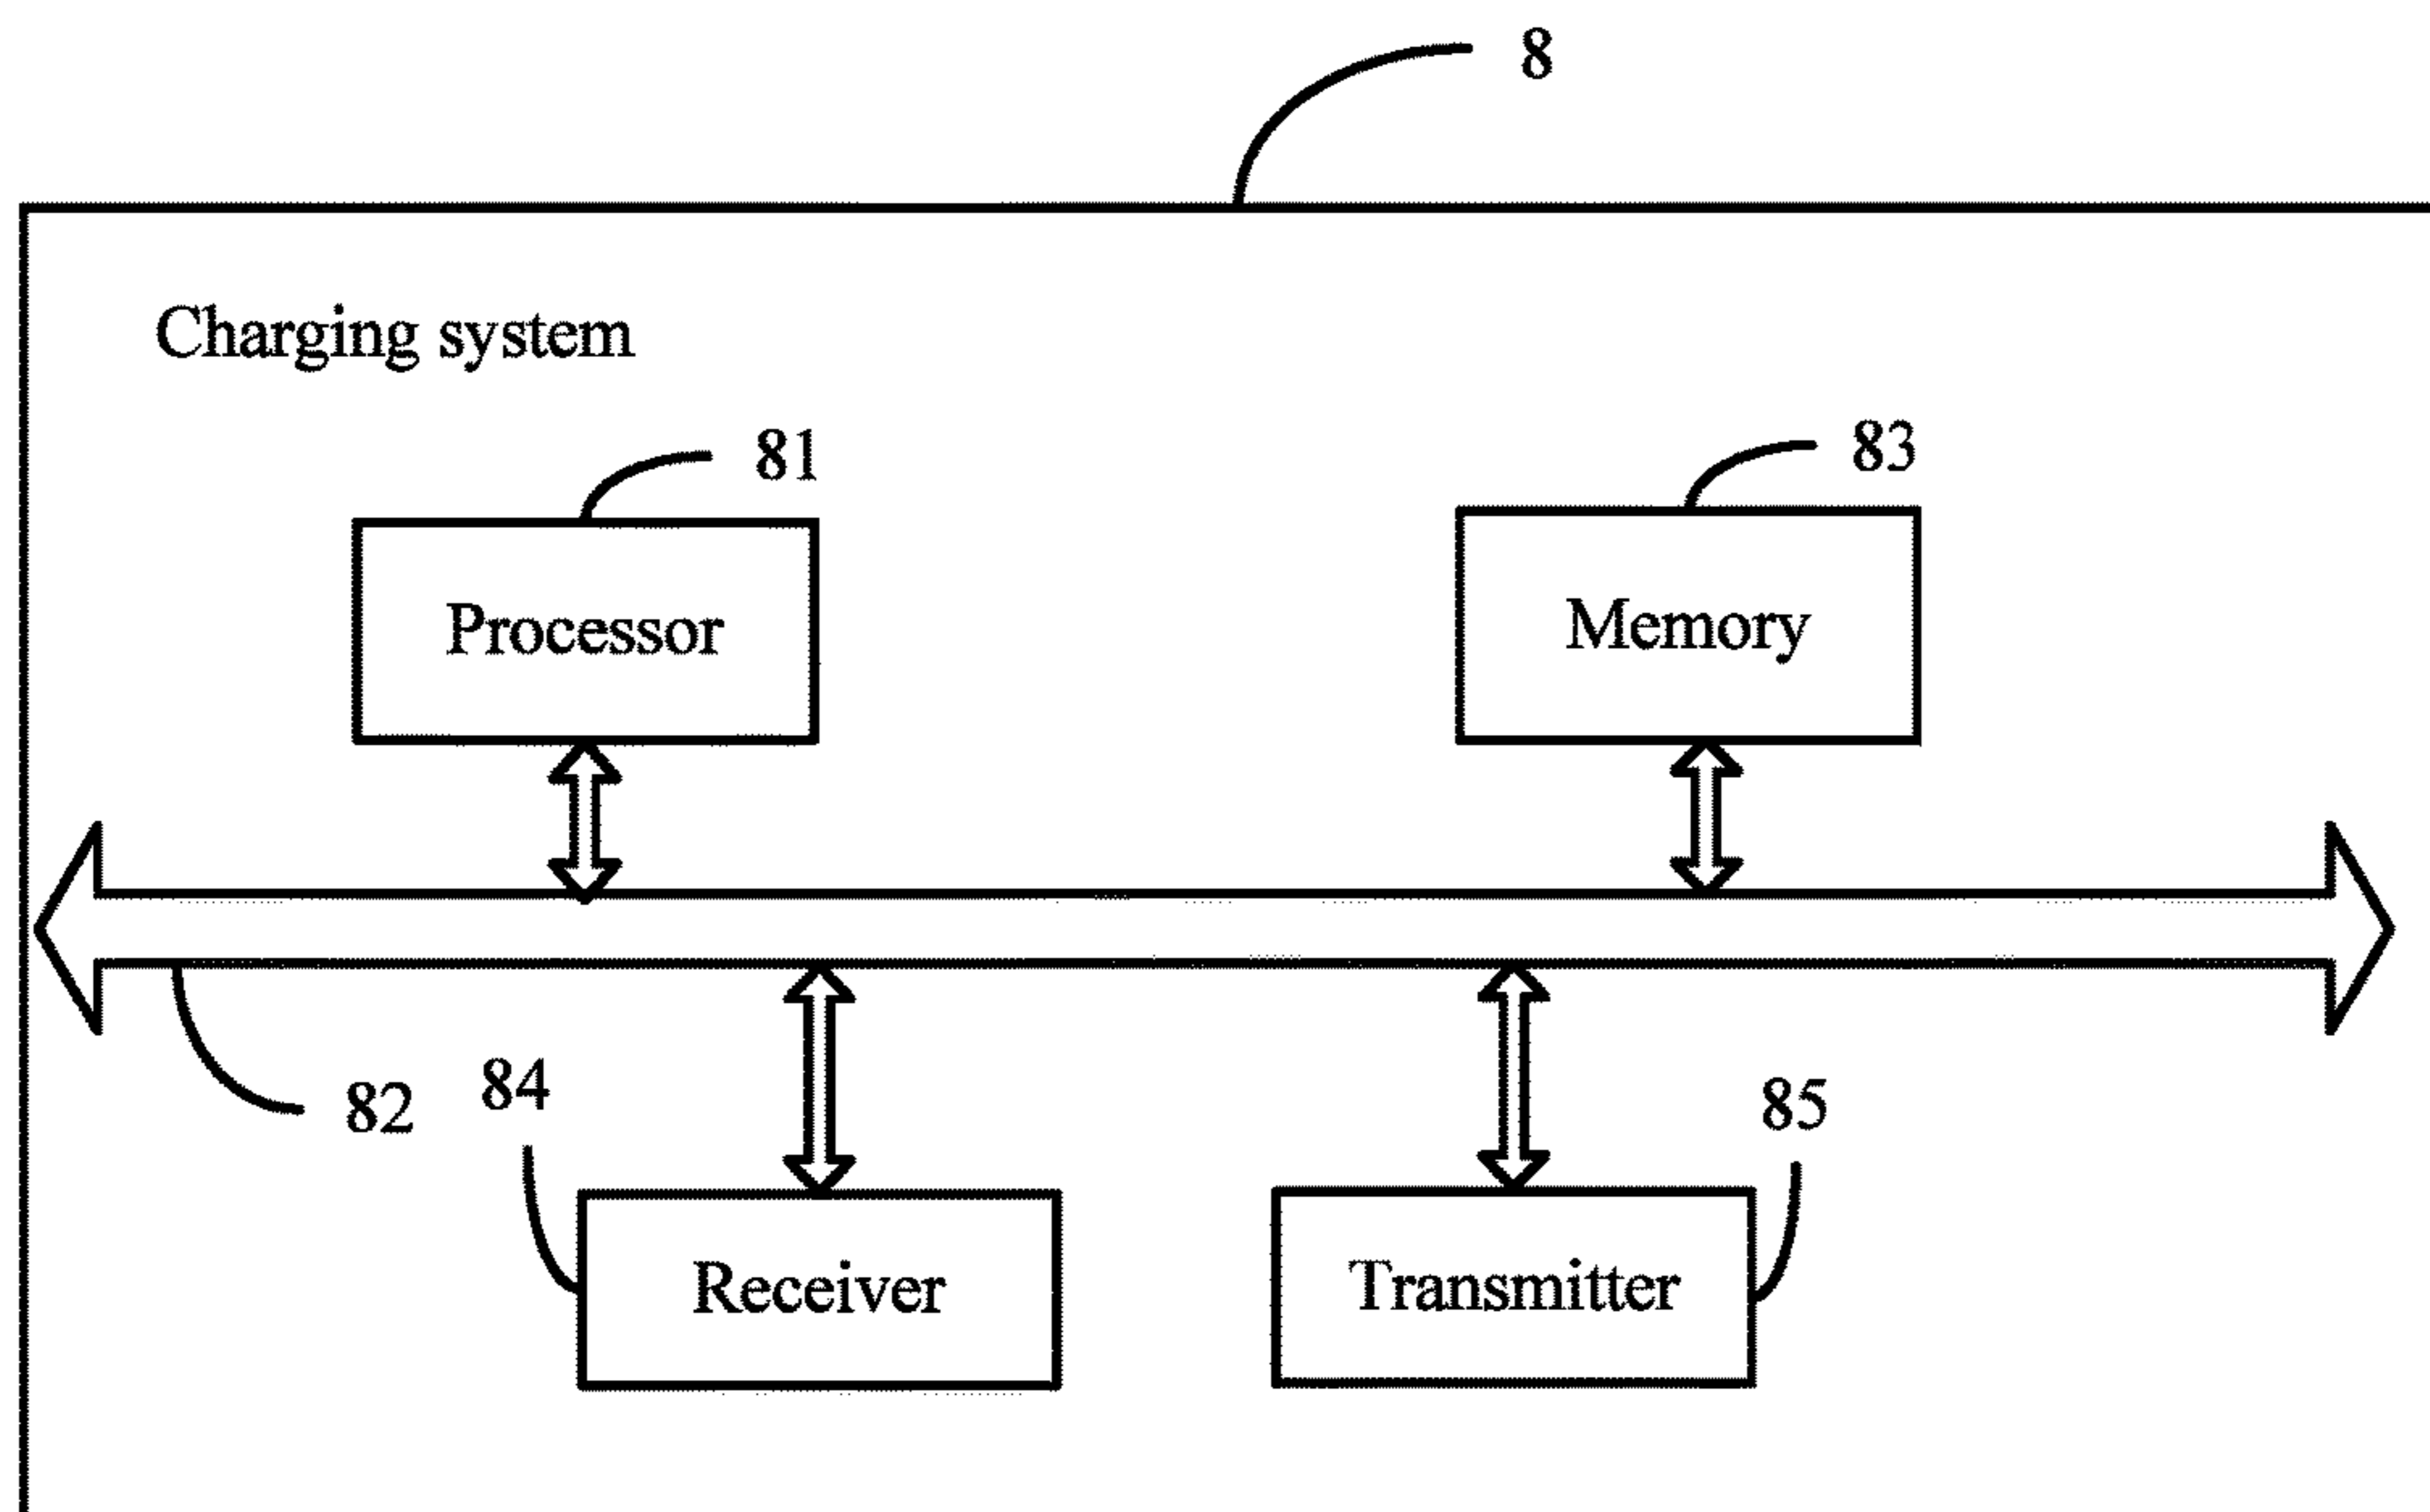 8
Charging system
81
83
Processor
Memory
82
84
85
Receiver
Transmitter